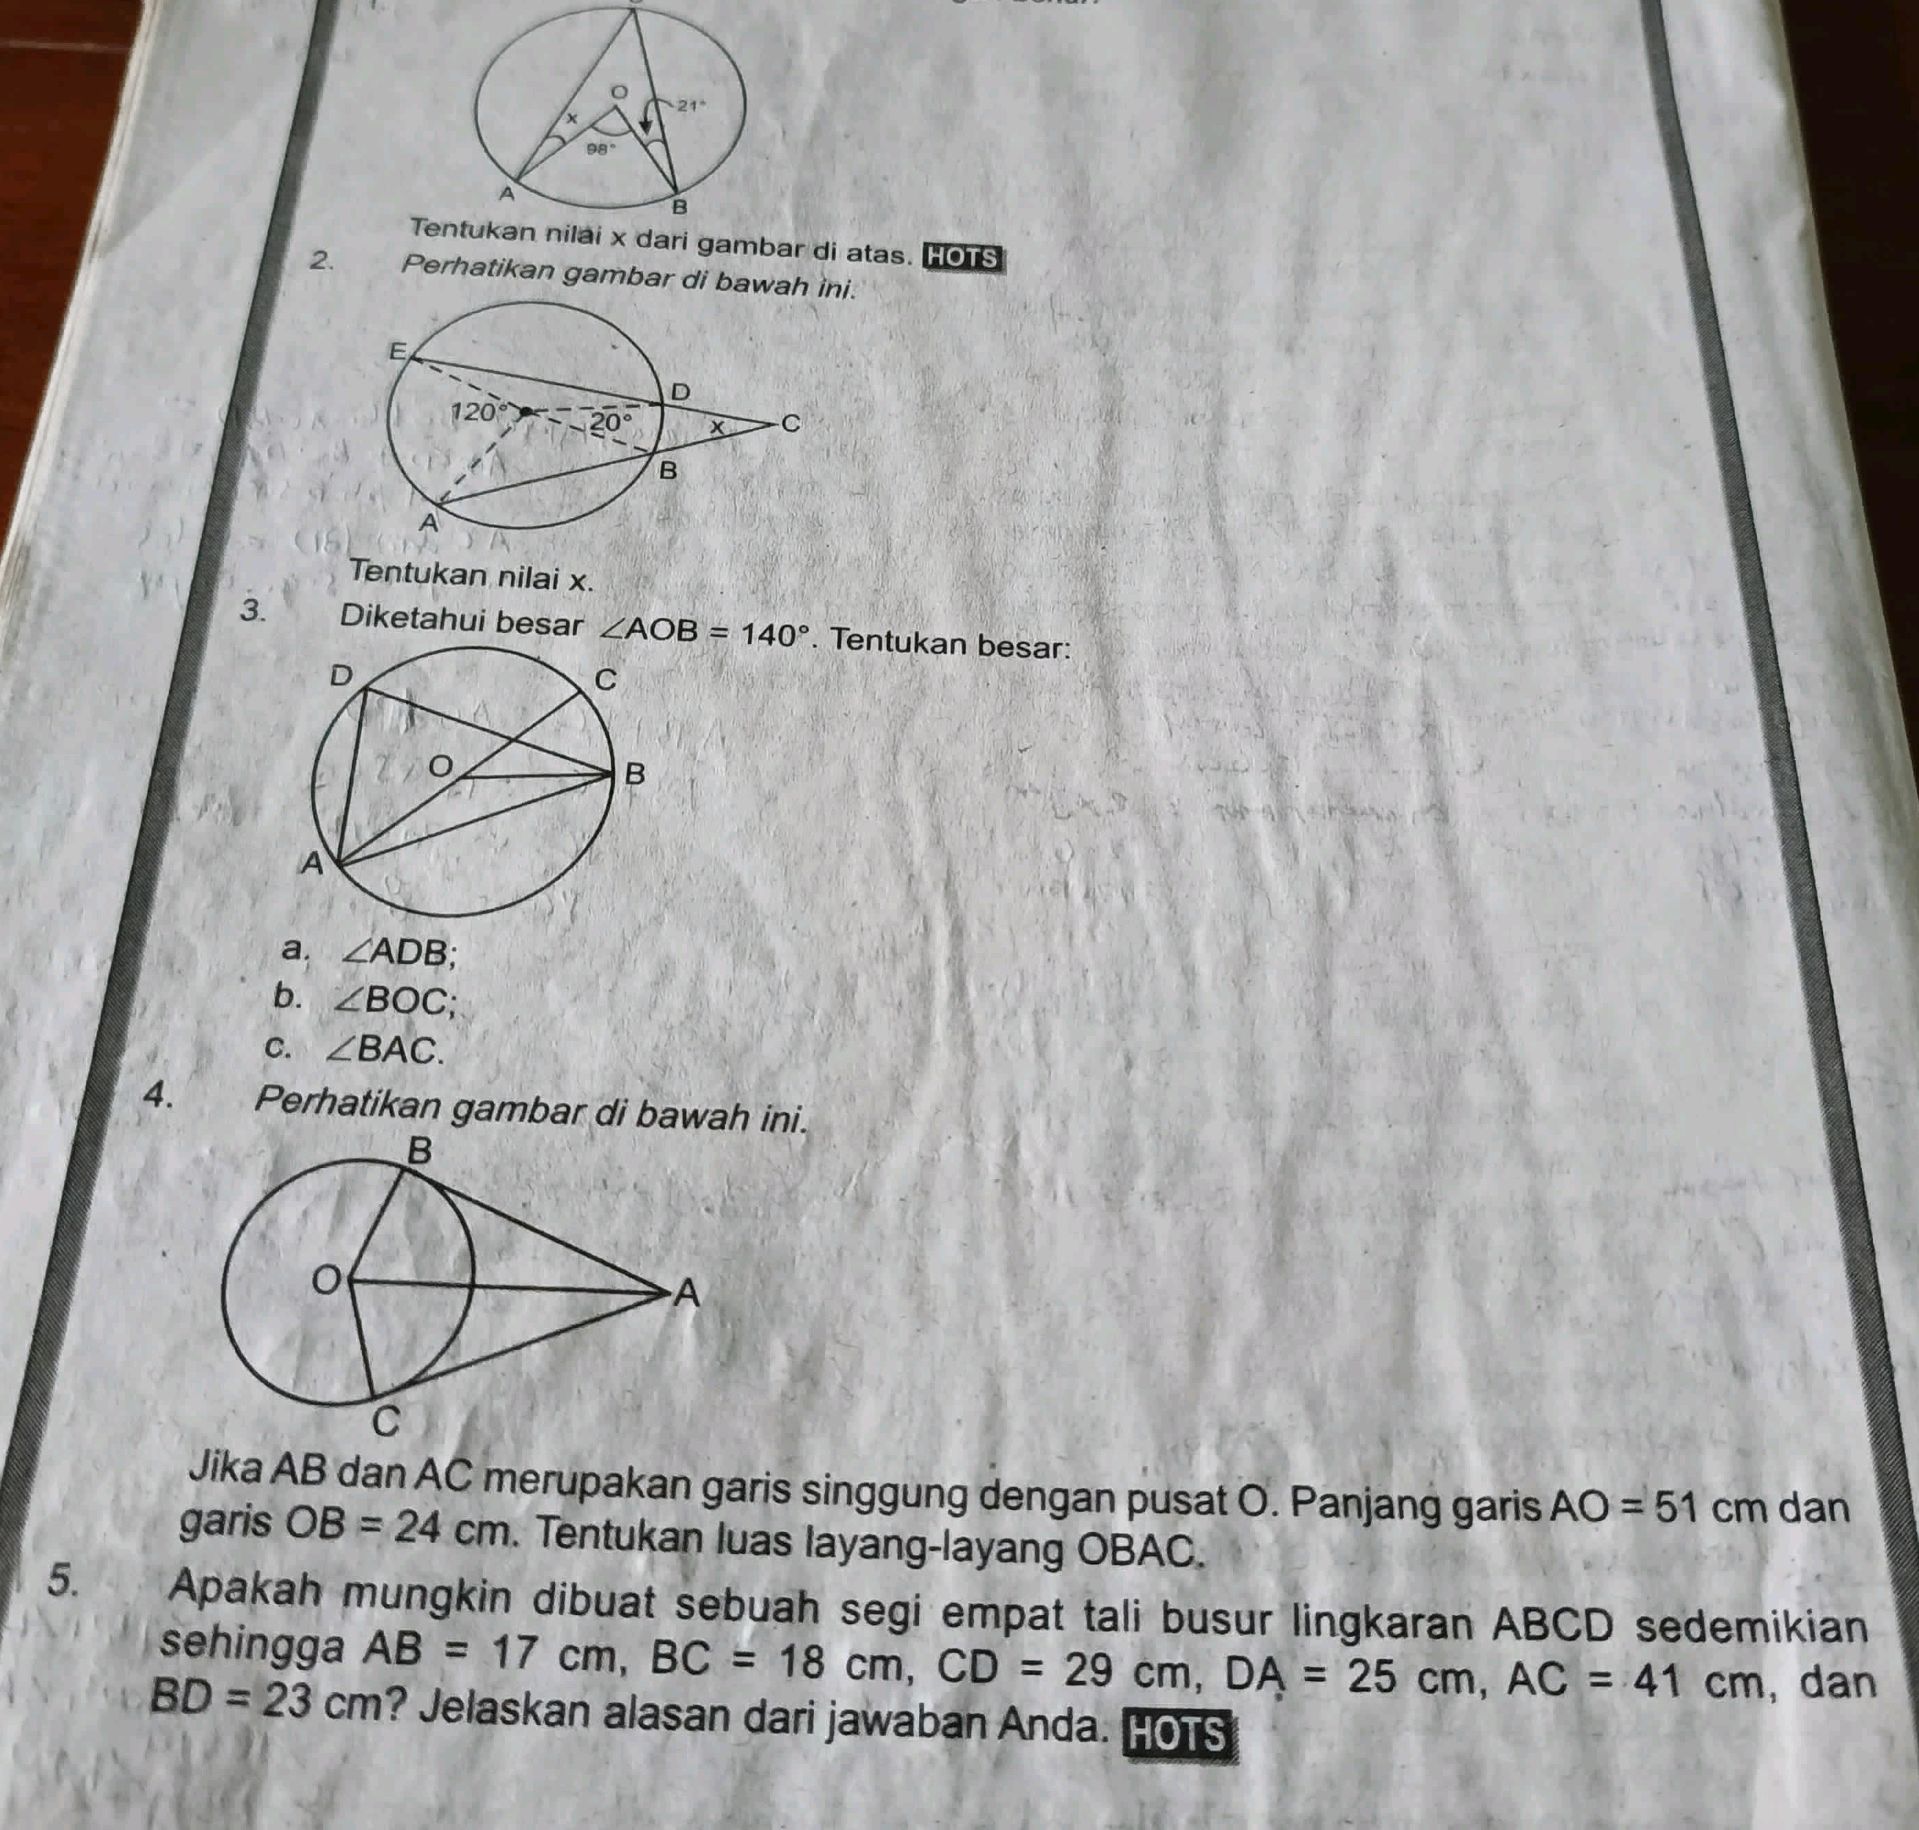 O
x
21°
98°
A
B
Tentukan nilai x dari gambar di atas. HOTS
2. Perhatikan gambar di bawah ini.
E
D
120°
20°
x
C
B
A
Tentukan nilai x.
3. Diketahui besar ∠AOB = 140°. Tentukan besar:
D
C
O
B
A
a. ∠ADB;
b. ∠BOC;
c. ∠BAC.
4. Perhatikan gambar di bawah ini.
B
O
A
C
Jika AB dan AC merupakan garis singgung dengan pusat O. Panjang garis AO = 51 cm dan
garis OB = 24 cm. Tentukan luas layang-layang OBAC.
5. Apakah mungkin dibuat sebuah segi empat tali busur lingkaran ABCD sedemikian
sehingga AB = 17 cm, BC = 18 cm, CD = 29 cm, DA = 25 cm, AC = 41 cm, dan
BD = 23 cm? Jelaskan alasan dari jawaban Anda. HOTS